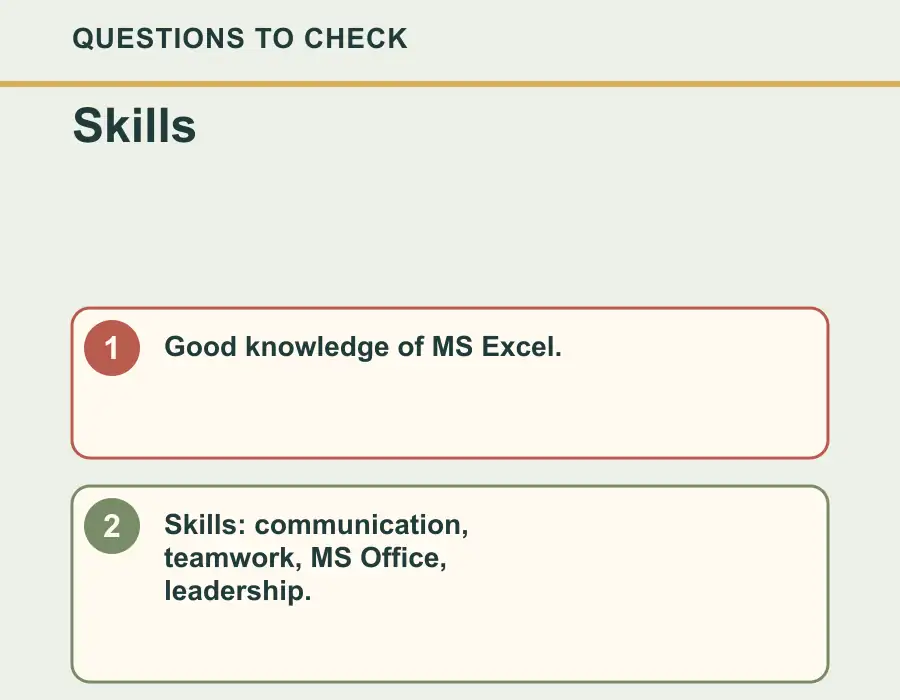 QUESTIONS TO CHECK
Skills
1
Good knowledge of MS Excel.
2
Skills: communication,
teamwork, MS Office,
leadership.